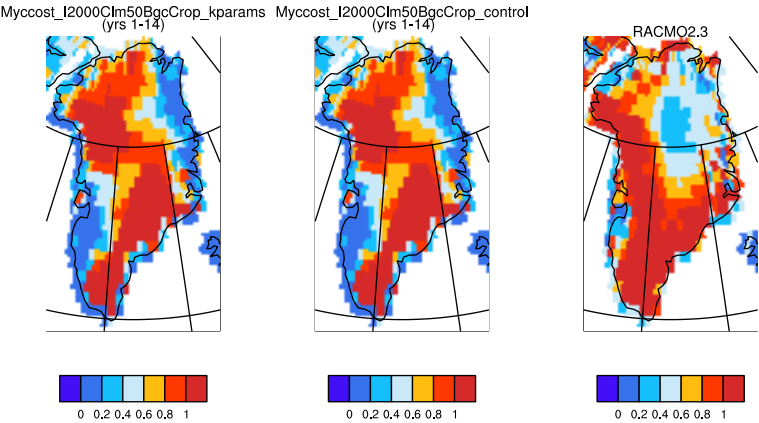 Myccost_I2000Clm50BgcCrop_kparams
(yrs 1-14)
Myccost_I2000Clm50BgcCrop_control
(yrs 1-14)
RACMO2.3
0 0.2 0.4 0.6 0.8 1
0 0.2 0.4 0.6 0.8 1
0 0.2 0.4 0.6 0.8 1